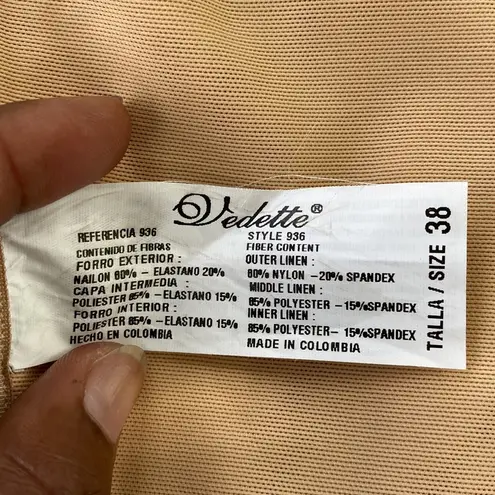 Vedette®
REFERENCIA 936
CONTENIDO DE FIBRAS
FORRO EXTERIOR :
NAILON 80% - ELASTANO 20%
CAPA INTERMEDIA :
POLIESTER 85% - ELASTANO 15%
FORRO INTERIOR :
POLIESTER 85% - ELASTANO 15%
HECHO EN COLOMBIA
STYLE 936
FIBER CONTENT
OUTER LINEN :
80% NYLON -20% SPANDEX
MIDDLE LINEN :
85% POLYESTER -15%SPANDEX
INNER LINEN :
85% POLYESTER - 15%SPANDEX
MADE IN COLOMBIA
TALLA / SIZE 38